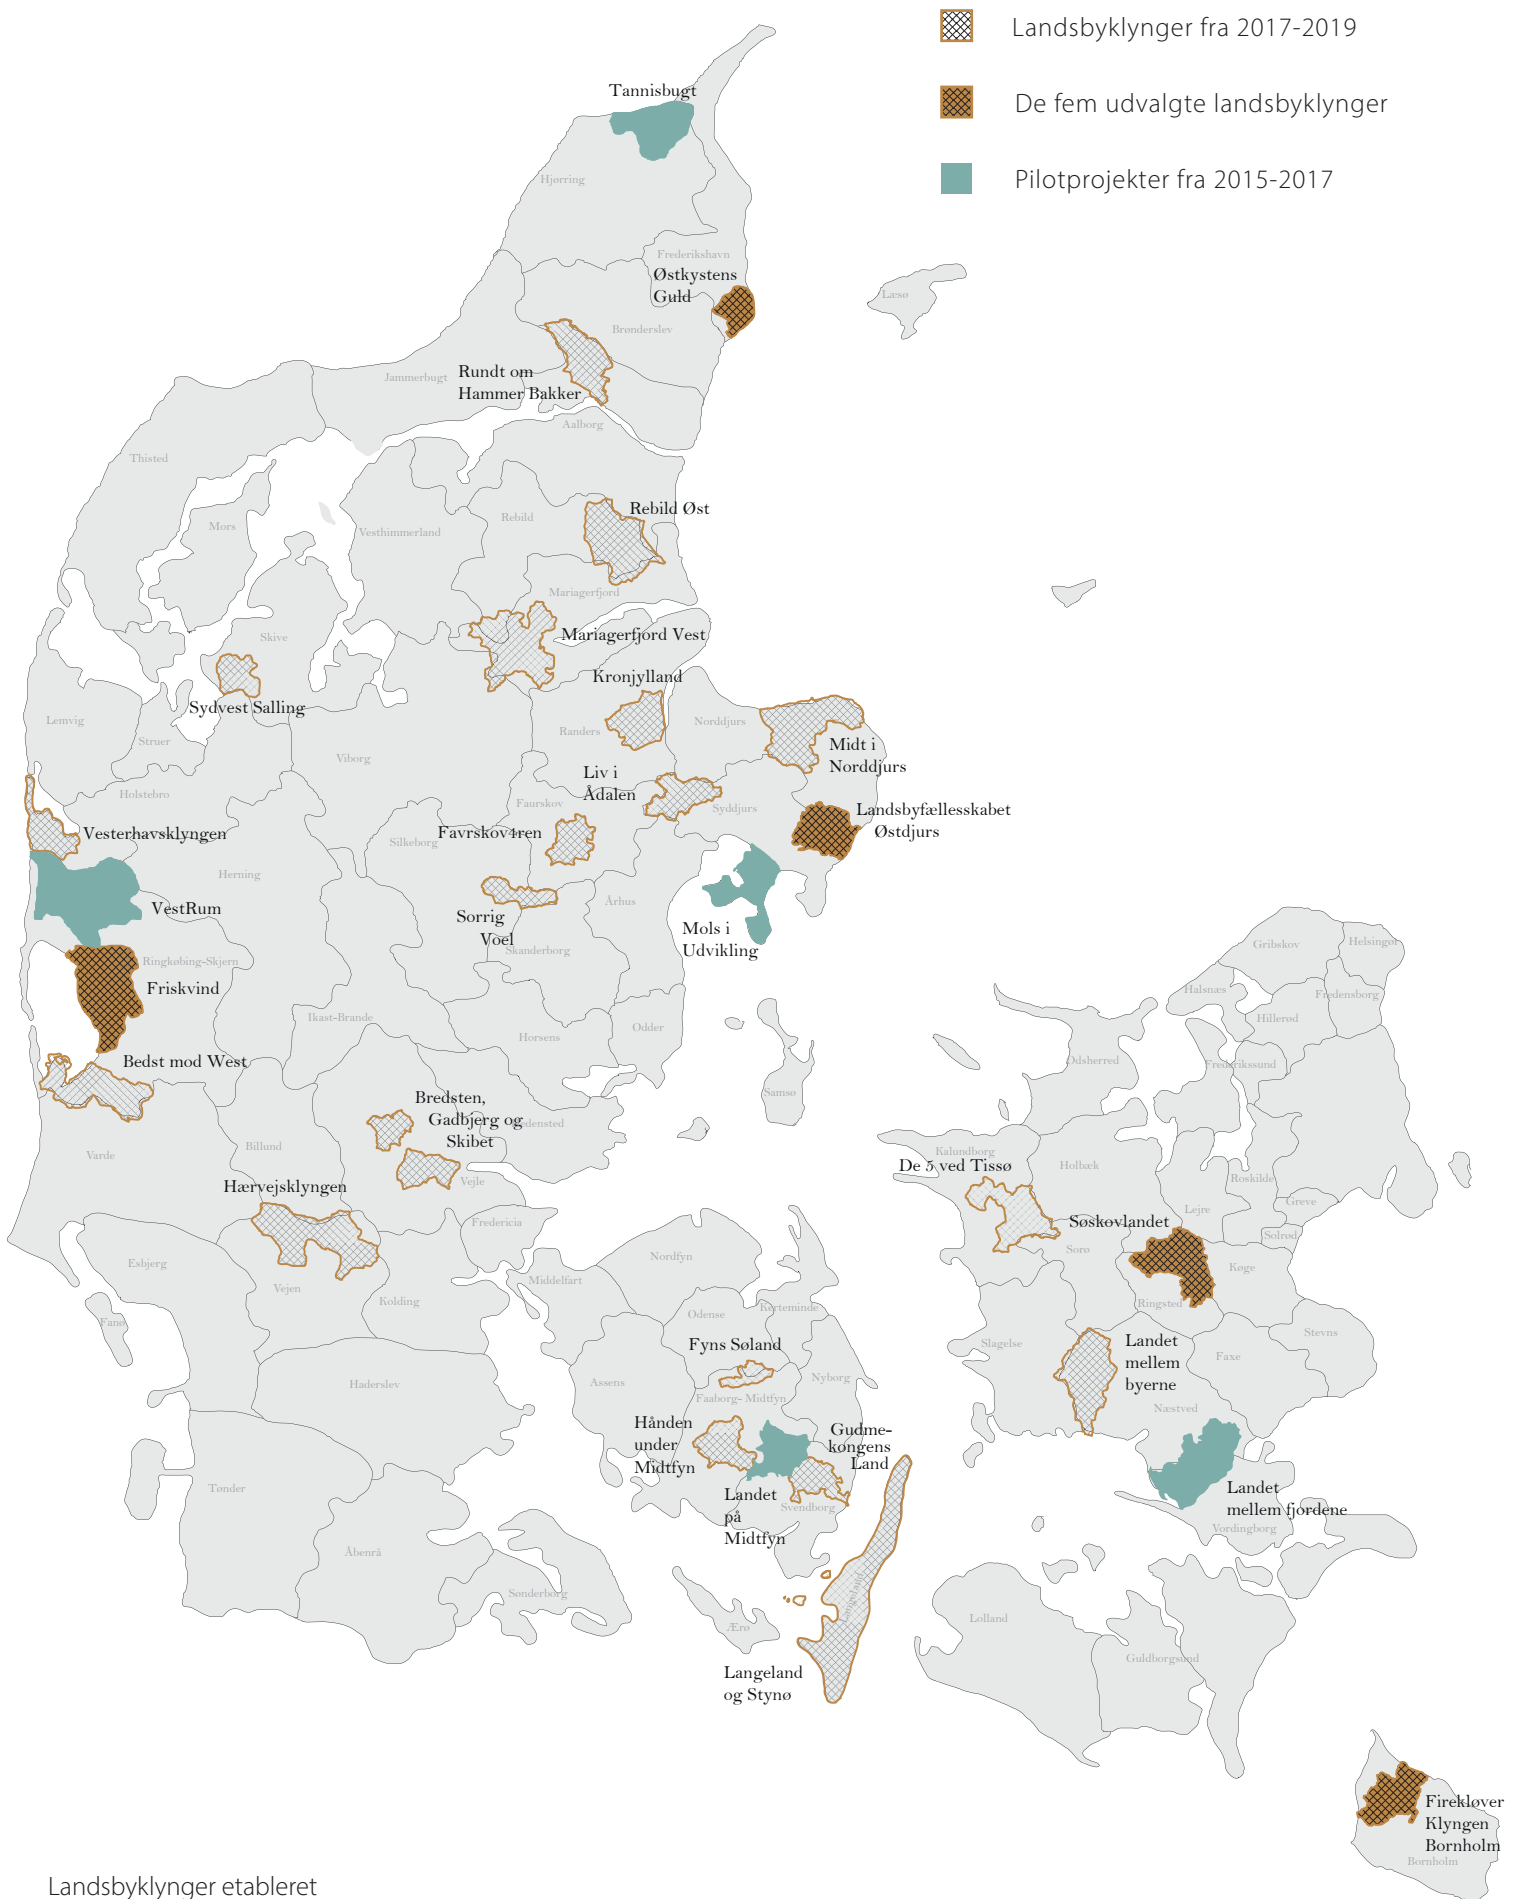 Landsbyklynger fra 2017-2019
De fem udvalgte landsbyklynger
Pilotprojekter fra 2015-2017
Tannisbugt
Hjørring
Frederikshavn
Østkystens
Guld
Læsø
Brønderslev
Rundt om
Hammer Bakker
Jammerbugt
Aalborg
Thisted
Rebild Øst
Rebild
Mors
Vesthimmerland
Mariagerfjord
Skive
Mariagerfjord Vest
Kronjylland
Sydvest Salling
Lemvig
Struer
Norddjurs
Randers
Viborg
Midt i
Norddjurs
Liv i
Ådalen
Holstebro
Faurskov
Syddjurs
Landsbyfællesskabet
Østdjurs
Vesterhavsklyngen
Favrskov4ren
Silkeborg
Herning
VestRum
Århus
Sorrig
Voel
Skanderborg
Mols i
Udvikling
Ringkøbing-Skjern
Friskvind
Ikast-Brande
Horsens
Odder
Gribskov
Helsingør
Halsnæs
Fredensborg
Hillerød
Bedst mod West
Odsherred
Frederikssund
Samsø
Bredsten,
Gadbjerg og
Skibet
Hedensted
Billund
Varde
Vejle
Hærvejsklyngen
Kalundborg
De 5 ved Tissø
Holbæk
Roskilde
Greve
Lejre
Søskovlandet
Solrød
Fredericia
Sorø
Køge
Esbjerg
Nordfyn
Middelfart
Vejen
Kolding
Ringsted
Fanø
Odense
Kerteminde
Stevns
Fyns Søland
Slagelse
Landet
mellem
byerne
Faxe
Haderslev
Assens
Nyborg
Faaborg- Midtfyn
Næstved
Hånden
under
Midtfyn
Gudme-
kongens
Land
Tønder
Landet
på
Midtfyn
Svendborg
Landet
mellem fjordene
Vordingborg
Åbenrå
Sønderborg
Langeland
Ærø
Lolland
Guldborgsund
Langeland
og Stynø
Firekløver
Klyngen
Bornholm
Bornholm
Landsbyklynger etableret